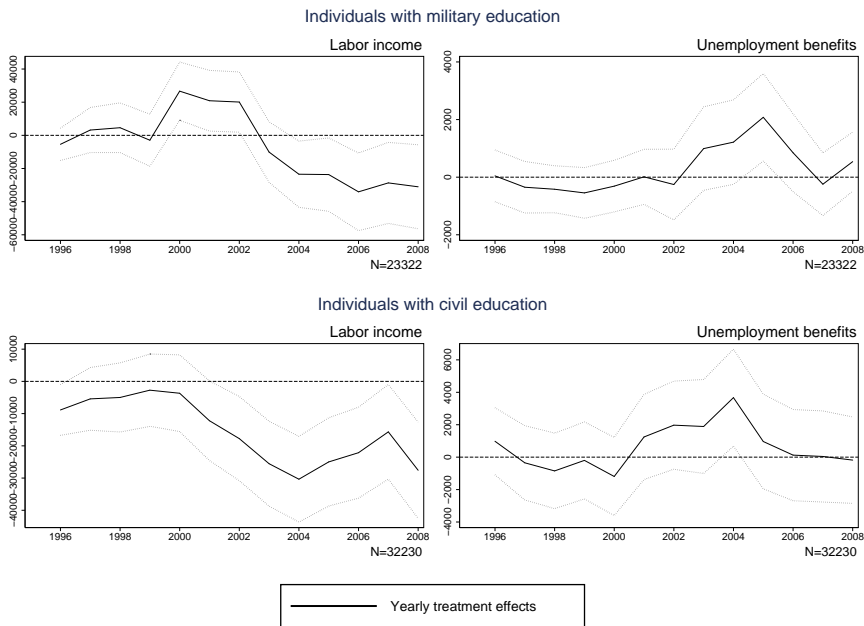 Individuals with military education
Labor income
40000
20000
0
−20000
−40000
−60000
1996 1998 2000 2002 2004 2006 2008
N=23322
Unemployment benefits
4000
2000
0
−2000
1996 1998 2000 2002 2004 2006 2008
N=23322
Individuals with civil education
Labor income
10000
0
−10000
−20000
−30000
−40000
1996 1998 2000 2002 2004 2006 2008
N=32230
Unemployment benefits
6000
4000
2000
0
−2000
−4000
1996 1998 2000 2002 2004 2006 2008
N=32230
Yearly treatment effects